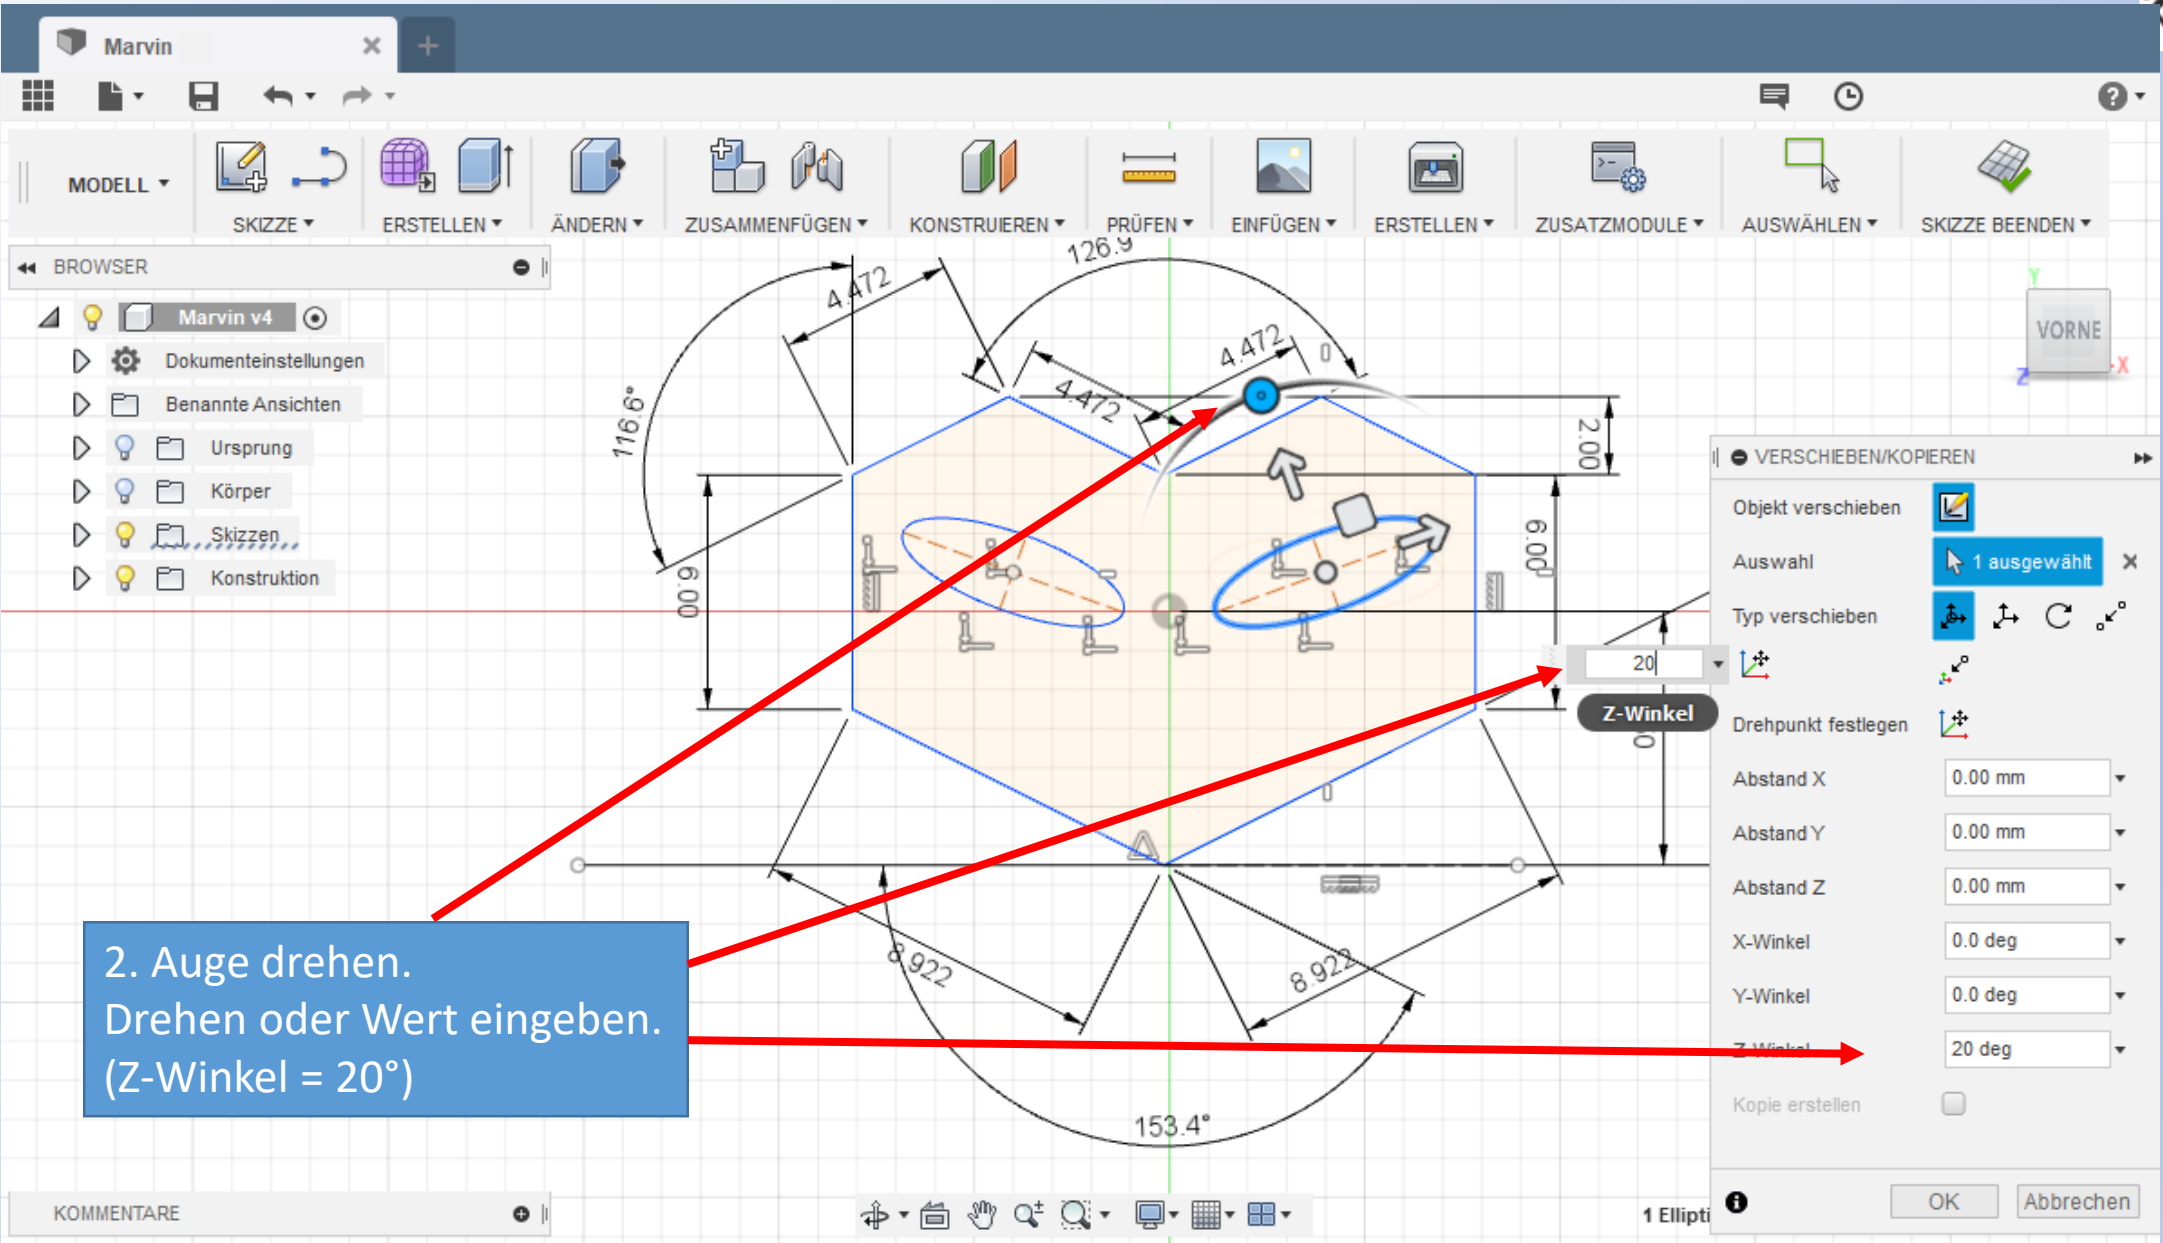 Marvin
MODELL
SKIZZE
ERSTELLEN
ÄNDERN
ZUSAMMENFÜGEN
KONSTRUIEREN
PRÜFEN
EINFÜGEN
ERSTELLEN
ZUSATZMODULE
AUSWÄHLEN
SKIZZE BEENDEN
BROWSER
Marvin v4
Dokumenteinstellungen
Benannte Ansichten
Ursprung
Körper
Skizzen
Konstruktion
126.9
4.472
4.472
4.472
116.6°
2.00
6.00
6.00
8.922
8.922
153.4°
Y
VORNE
Z
X
VERSCHIEBEN/KOPIEREN
Objekt verschieben
Auswahl
1 ausgewählt
Typ verschieben
20
Z-Winkel
Drehpunkt festlegen
Abstand X
0.00 mm
Abstand Y
0.00 mm
Abstand Z
0.00 mm
X-Winkel
0.0 deg
Y-Winkel
0.0 deg
Z-Winkel
20 deg
Kopie erstellen
OK
Abbrechen
2. Auge drehen.
Drehen oder Wert eingeben.
(Z-Winkel = 20°)
KOMMENTARE
1 Ellipti